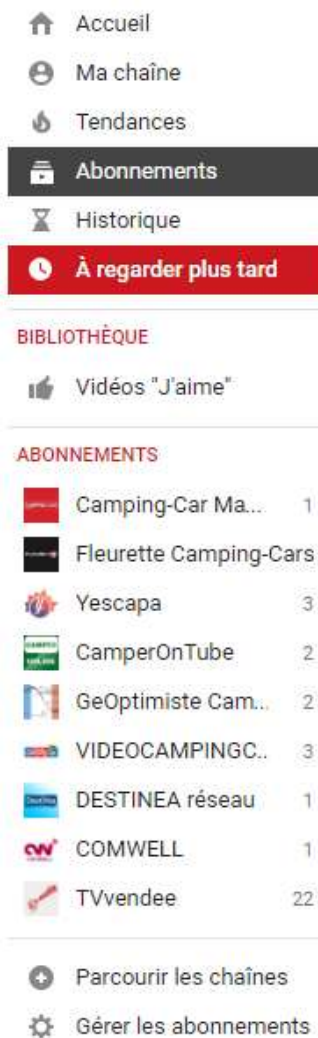 Accueil
Ma chaîne
Tendances
Abonnements
Historique
À regarder plus tard
BIBLIOTHÈQUE
Vidéos "J'aime"
ABONNEMENTS
Camping-Car Ma... 1
Fleurette Camping-Cars
Yescapa 3
CamperOnTube 2
GeOptimiste Cam... 2
VIDEOCAMPINGC.. 3
DESTINEA réseau 1
COMWELL 1
TVvendee 22
Parcourir les chaînes
Gérer les abonnements